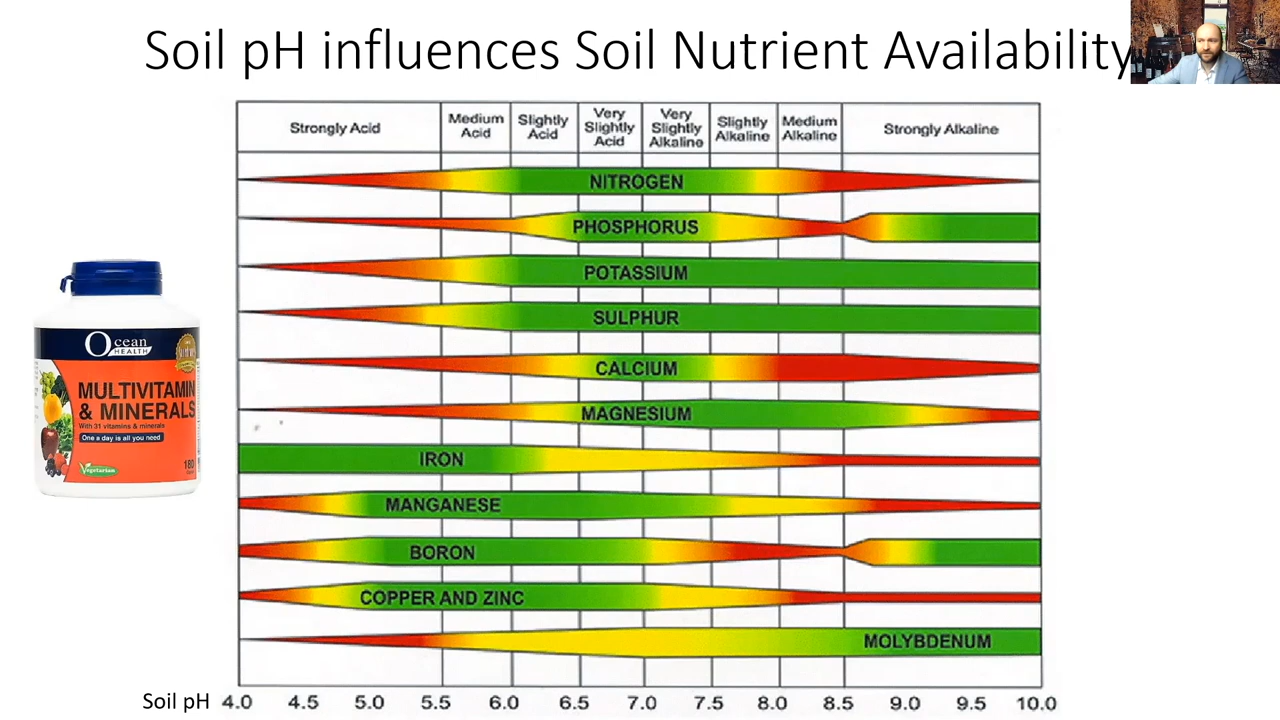 Soil pH influences Soil Nutrient Availability
Strongly Acid
Medium
Acid
Slightly
Acid
Very
Slightly
Acid
Very
Slightly
Alkaline
Slightly
Alkaline
Medium
Alkaline
Strongly Alkaline
NITROGEN
PHOSPHORUS
POTASSIUM
SULPHUR
CALCIUM
MAGNESIUM
IRON
MANGANESE
BORON
COPPER AND ZINC
MOLYBDENUM
Soil pH 4.0 4.5 5.0 5.5 6.0 6.5 7.0 7.5 8.0 8.5 9.0 9.5 10.0
Ocean
HEALTH
MULTIVITAMIN
& MINERALS
With 31 vitamins & minerals
One a day is all you need
Vegetarian
180